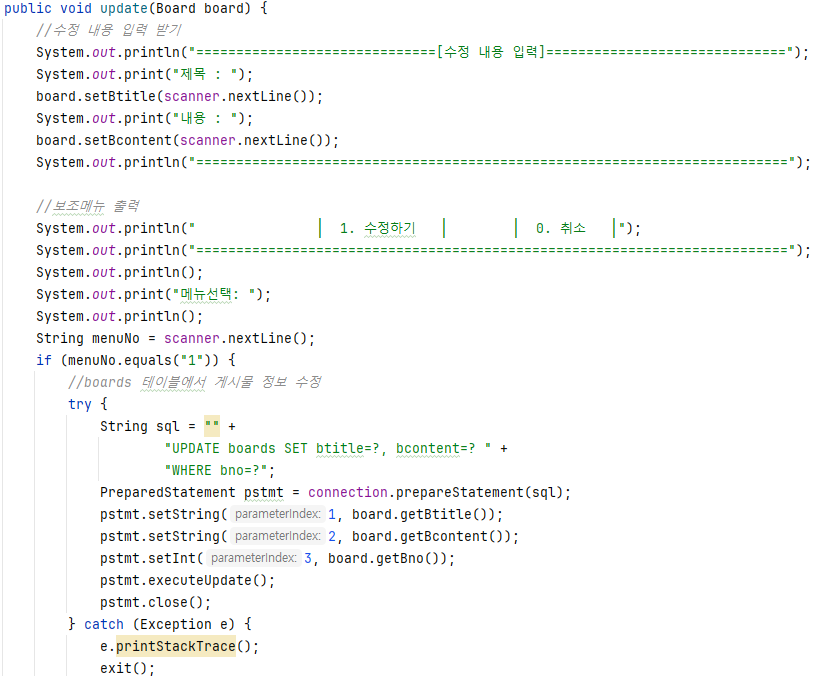 public void update(Board board) {
//수정 내용 입력 받기
System.out.println("==============================[수정 내용 입력]==============================");
System.out.print("제목 : ");
board.setBtitle(scanner.nextLine());
System.out.print("내용 : ");
board.setBcontent(scanner.nextLine());
System.out.println("==========================================================================");
//보조메뉴 출력
System.out.println("                │  1. 수정하기   │         │  0. 취소   │");
System.out.println("==========================================================================");
System.out.println();
System.out.print("메뉴선택: ");
System.out.println();
String menuNo = scanner.nextLine();
if (menuNo.equals("1")) {
//boards 테이블에서 게시물 정보 수정
try {
String sql = "" +
"UPDATE boards SET btitle=?, bcontent=? " +
"WHERE bno=?";
PreparedStatement pstmt = connection.prepareStatement(sql);
pstmt.setString( parameterIndex: 1, board.getBtitle());
pstmt.setString( parameterIndex: 2, board.getBcontent());
pstmt.setInt( parameterIndex: 3, board.getBno());
pstmt.executeUpdate();
pstmt.close();
} catch (Exception e) {
e.printStackTrace();
exit();